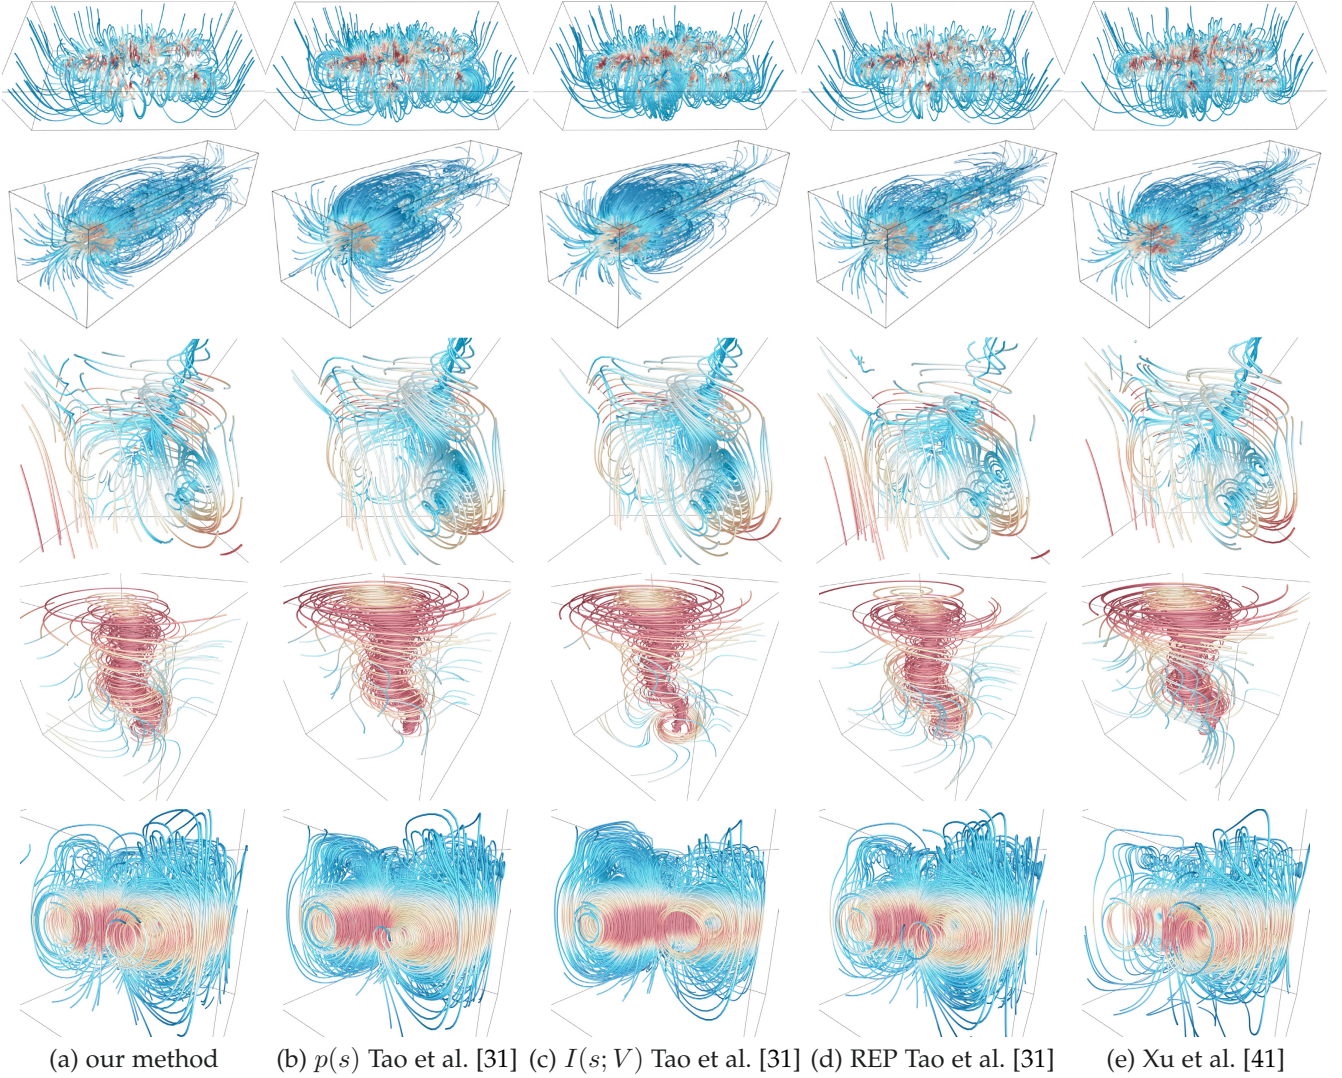 (a) our method (b) p(s) Tao et al. [31] (c) I(s; V) Tao et al. [31] (d) REP Tao et al. [31] (e) Xu et al. [41]